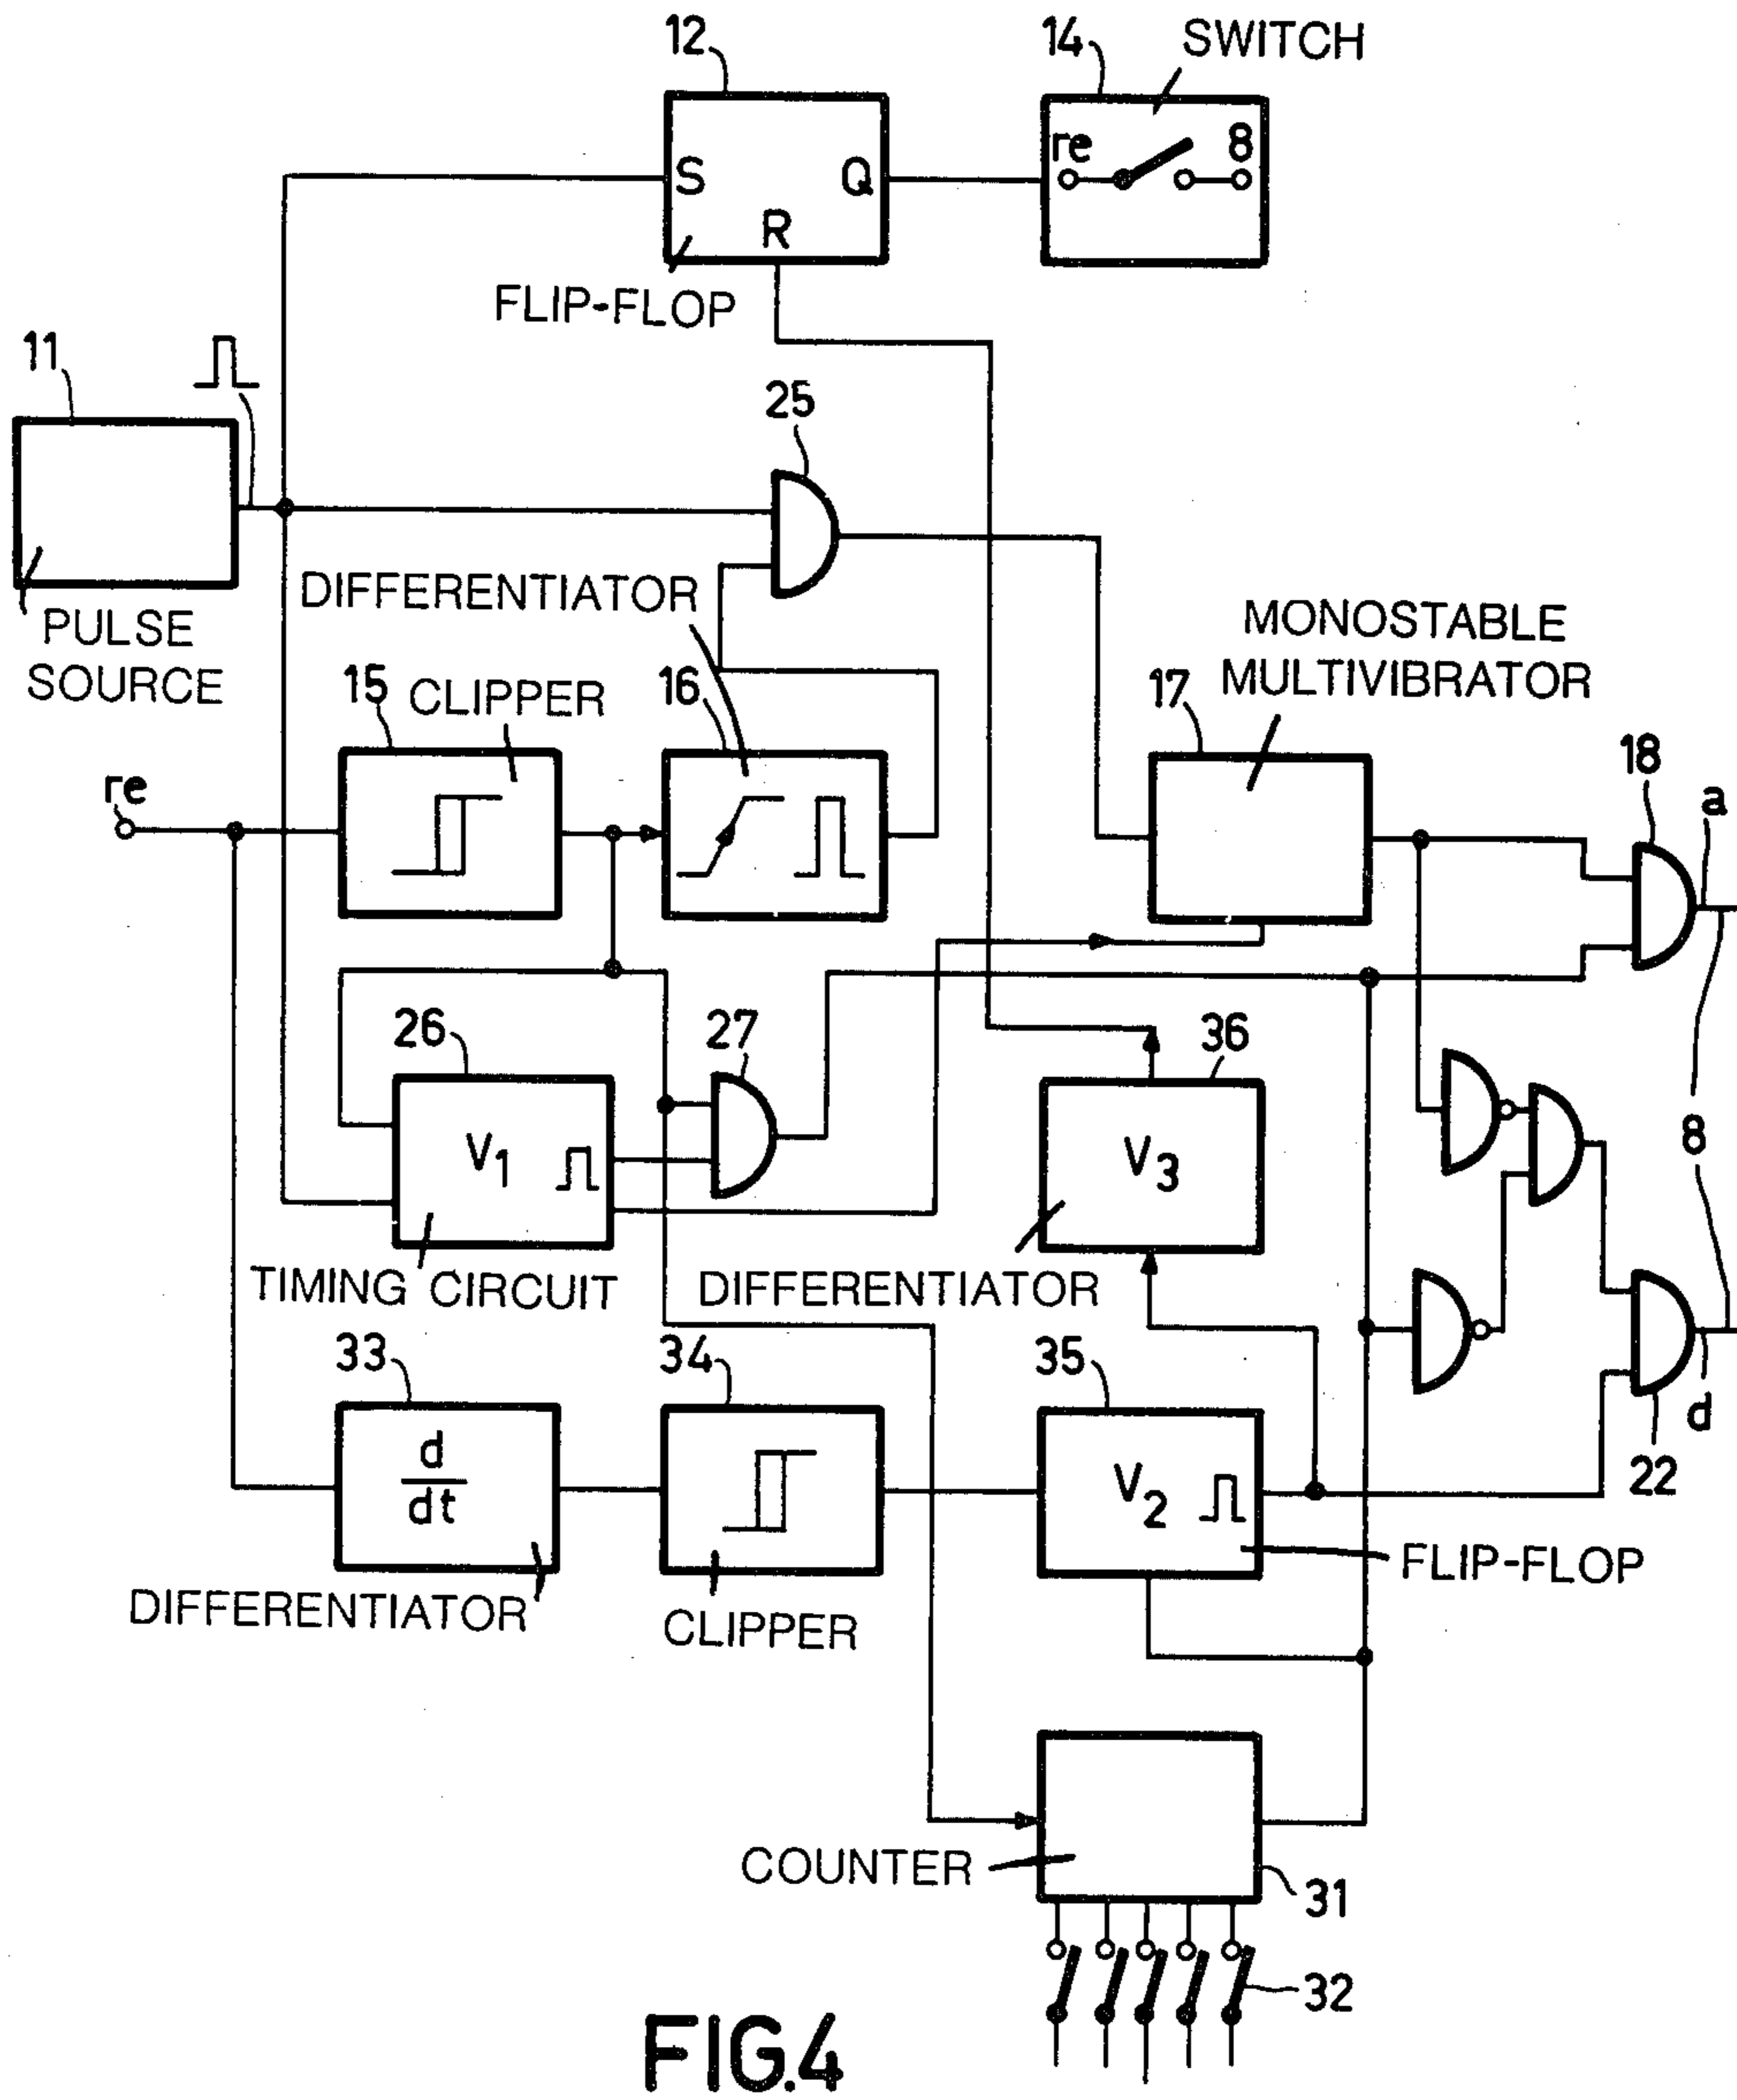 12
14
SWITCH
re
8
S
Q
R
FLIP-FLOP
11
25
PULSE
SOURCE
DIFFERENTIATOR
MONOSTABLE
MULTIVIBRATOR
15
CLIPPER
16
17
18
a
re
26
27
36
V1
V3
8
TIMING CIRCUIT
DIFFERENTIATOR
33
34
35
d
dt
V2
d
22
DIFFERENTIATOR
CLIPPER
FLIP-FLOP
COUNTER
31
32
FIG.4